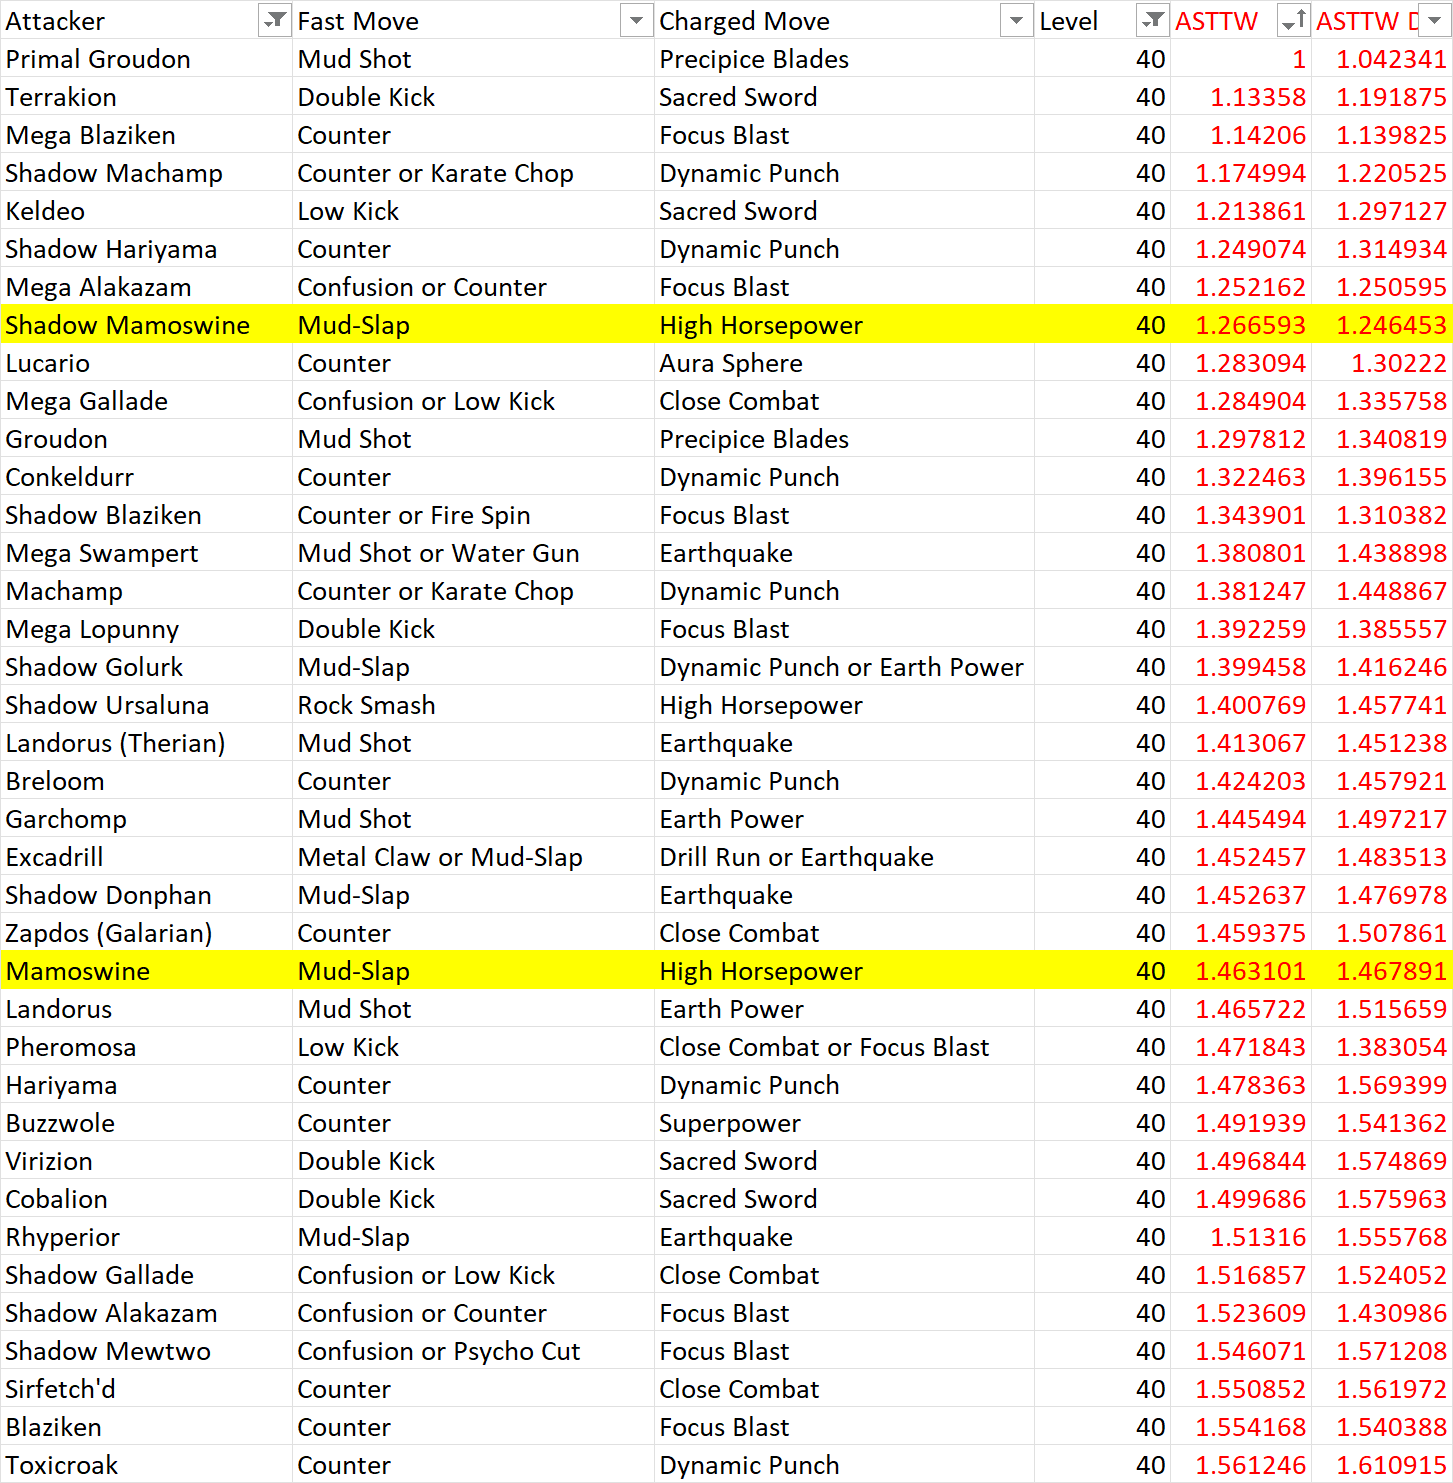 Attacker Fast Move Charged Move Level ASTTW ASTTW D
Primal Groudon Mud Shot Precipice Blades 40 1 1.042341
Terrakion Double Kick Sacred Sword 40 1.13358 1.191875
Mega Blaziken Counter Focus Blast 40 1.14206 1.139825
Shadow Machamp Counter or Karate Chop Dynamic Punch 40 1.174994 1.220525
Keldeo Low Kick Sacred Sword 40 1.213861 1.297127
Shadow Hariyama Counter Dynamic Punch 40 1.249074 1.314934
Mega Alakazam Confusion or Counter Focus Blast 40 1.252162 1.250595
Shadow Mamoswine Mud-Slap High Horsepower 40 1.266593 1.246453
Lucario Counter Aura Sphere 40 1.283094 1.30222
Mega Gallade Confusion or Low Kick Close Combat 40 1.284904 1.335758
Groudon Mud Shot Precipice Blades 40 1.297812 1.340819
Conkeldurr Counter Dynamic Punch 40 1.322463 1.396155
Shadow Blaziken Counter or Fire Spin Focus Blast 40 1.343901 1.310382
Mega Swampert Mud Shot or Water Gun Earthquake 40 1.380801 1.438898
Machamp Counter or Karate Chop Dynamic Punch 40 1.381247 1.448867
Mega Lopunny Double Kick Focus Blast 40 1.392259 1.385557
Shadow Golurk Mud-Slap Dynamic Punch or Earth Power 40 1.399458 1.416246
Shadow Ursaluna Rock Smash High Horsepower 40 1.400769 1.457741
Landorus (Therian) Mud Shot Earthquake 40 1.413067 1.451238
Breloom Counter Dynamic Punch 40 1.424203 1.457921
Garchomp Mud Shot Earth Power 40 1.445494 1.497217
Excadrill Metal Claw or Mud-Slap Drill Run or Earthquake 40 1.452457 1.483513
Shadow Donphan Mud-Slap Earthquake 40 1.452637 1.476978
Zapdos (Galarian) Counter Close Combat 40 1.459375 1.507861
Mamoswine Mud-Slap High Horsepower 40 1.463101 1.467891
Landorus Mud Shot Earth Power 40 1.465722 1.515659
Pheromosa Low Kick Close Combat or Focus Blast 40 1.471843 1.383054
Hariyama Counter Dynamic Punch 40 1.478363 1.569399
Buzzwole Counter Superpower 40 1.491939 1.541362
Virizion Double Kick Sacred Sword 40 1.496844 1.574869
Cobalion Double Kick Sacred Sword 40 1.499686 1.575963
Rhyperior Mud-Slap Earthquake 40 1.51316 1.555768
Shadow Gallade Confusion or Low Kick Close Combat 40 1.516857 1.524052
Shadow Alakazam Confusion or Counter Focus Blast 40 1.523609 1.430986
Shadow Mewtwo Confusion or Psycho Cut Focus Blast 40 1.546071 1.571208
Sirfetch'd Counter Close Combat 40 1.550852 1.561972
Blaziken Counter Focus Blast 40 1.554168 1.540388
Toxicroak Counter Dynamic Punch 40 1.561246 1.610915